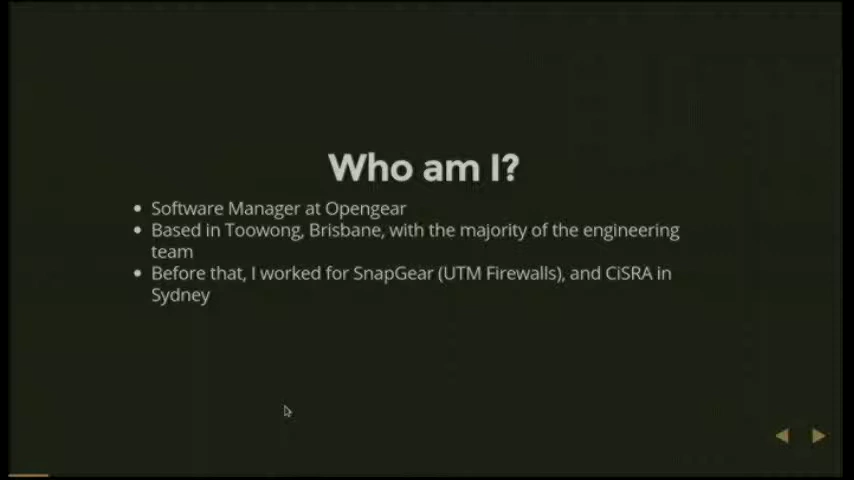 Who am I?
Software Manager at Opengear
Based in Toowong, Brisbane, with the majority of the engineering
team
Before that, I worked for SnapGear (UTM Firewalls), and CiSRA in
Sydney